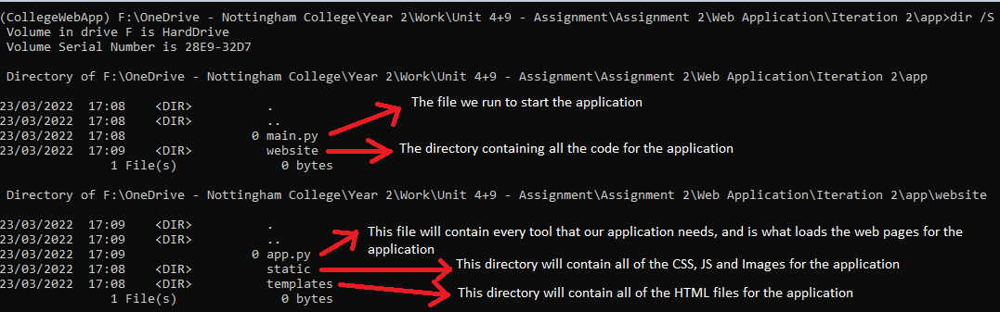 (CollegeWebApp) F:\OneDrive - Nottingham College\Year 2\Work\Unit 4+9 - Assignment\Assignment 2\Web Application\Iteration 2\app>dir /S
Volume in drive F is HardDrive
Volume Serial Number is 28E9-32D7
Directory of F:\OneDrive - Nottingham College\Year 2\Work\Unit 4+9 - Assignment\Assignment 2\Web Application\Iteration 2\app
23/03/2022 17:08 <DIR> .
The file we run to start the application
23/03/2022 17:08 <DIR> ..
23/03/2022 17:08 0 main.py
23/03/2022 17:09 <DIR> website
The directory containing all the code for the application
1 File(s) 0 bytes
Directory of F:\OneDrive - Nottingham College\Year 2\Work\Unit 4+9 - Assignment\Assignment 2\Web Application\Iteration 2\app\website
23/03/2022 17:09 <DIR> .
23/03/2022 17:09 <DIR> ..
This file will contain every tool that our application needs, and is what loads the web pages for the
application
23/03/2022 17:09 0 app.py
23/03/2022 17:08 <DIR> static
This directory will contain all of the CSS, JS and Images for the application
23/03/2022 17:08 <DIR> templates
This directory will contain all of the HTML files for the application
1 File(s) 0 bytes